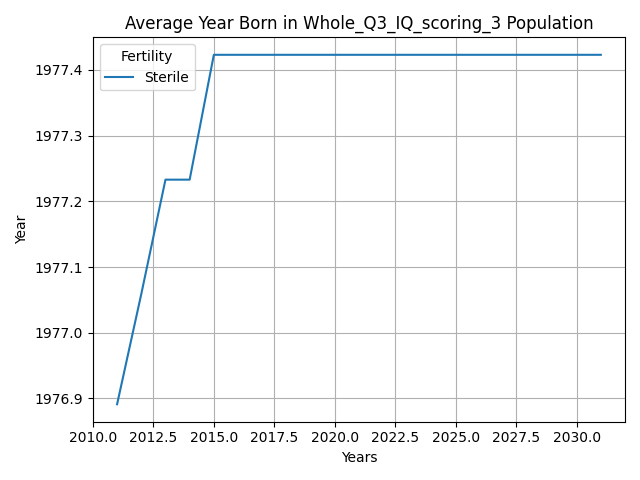 Average Year Born in Whole_Q3_IQ_scoring_3 Population
Fertility
Sterile
1977.4
1977.3
1977.2
1977.1
1977.0
1976.9
Year
2010.0 2012.5 2015.0 2017.5 2020.0 2022.5 2025.0 2027.5 2030.0
Years